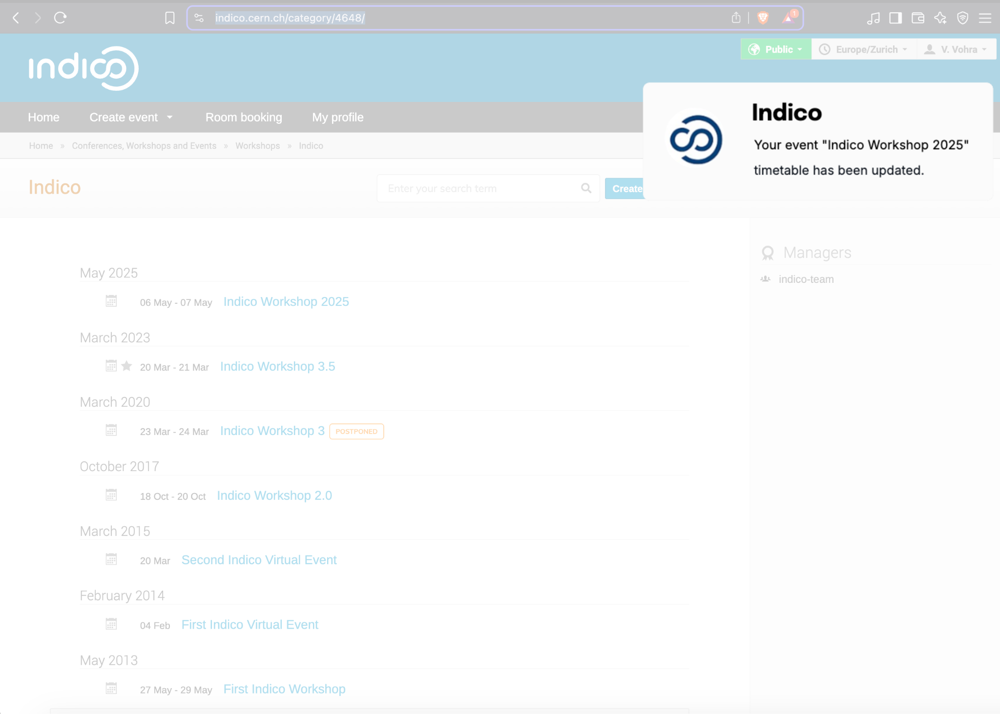 indico.cern.ch/category/4648/
1
indico
Public
Europe/Zurich
V. Vohra
Home
Create event
Room booking
My profile
Indico
Your event "Indico Workshop 2025"
timetable has been updated.
Home » Conferences, Workshops and Events » Workshops » Indico
Indico
Enter your search term
Create
Managers
indico-team
May 2025
06 May - 07 May Indico Workshop 2025
March 2023
20 Mar - 21 Mar Indico Workshop 3.5
March 2020
23 Mar - 24 Mar Indico Workshop 3 POSTPONED
October 2017
18 Oct - 20 Oct Indico Workshop 2.0
March 2015
20 Mar Second Indico Virtual Event
February 2014
04 Feb First Indico Virtual Event
May 2013
27 May - 29 May First Indico Workshop